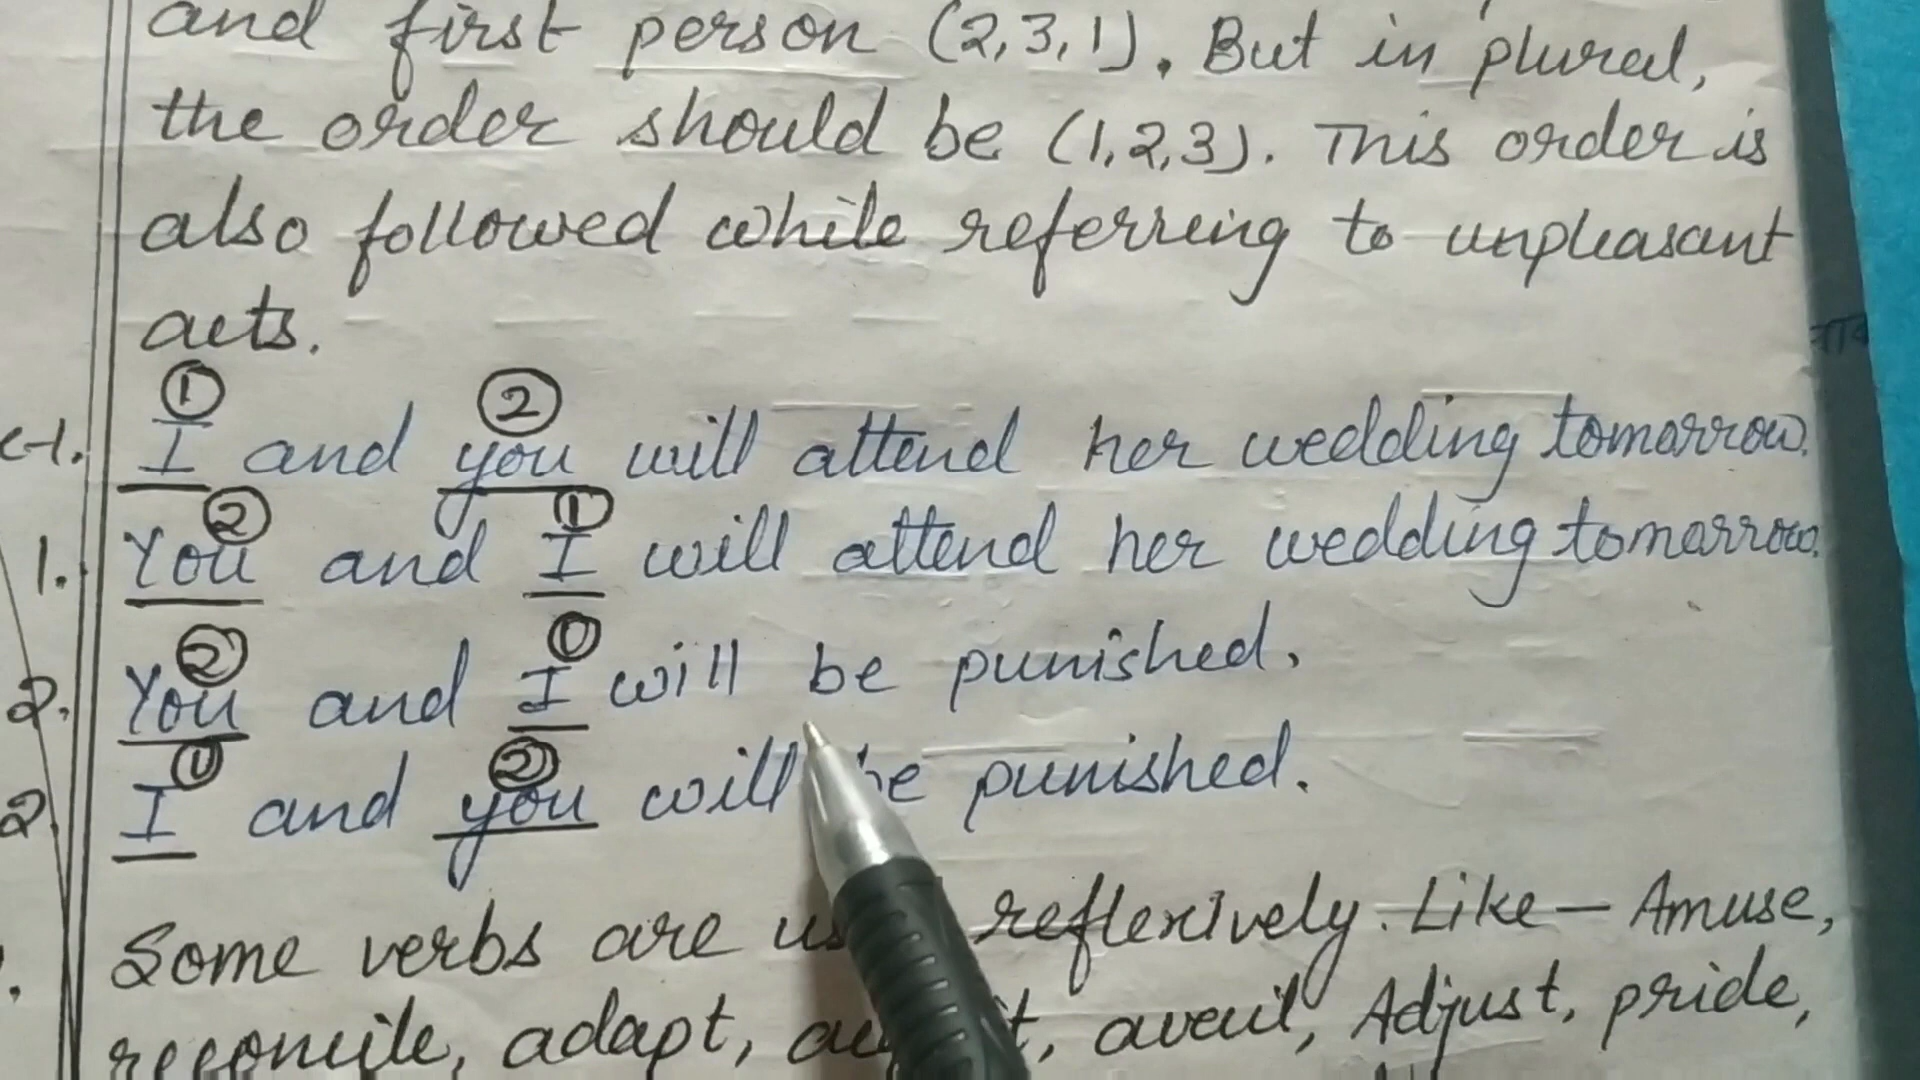 and first person (2,3,1). But in plural,
the order should be (1,2,3). This order is
also followed while referring to unpleasant
acts.
① ②
I and you will attend her wedding tomorrow.
② ①
1. You and I will attend her wedding tomorrow.
② ①
2. You and I will be punished.
① ②
2. I and you will be punished.
Some verbs are reflexively. Like – Amuse,
reconcile, adapt, avail, Adjust, pride,